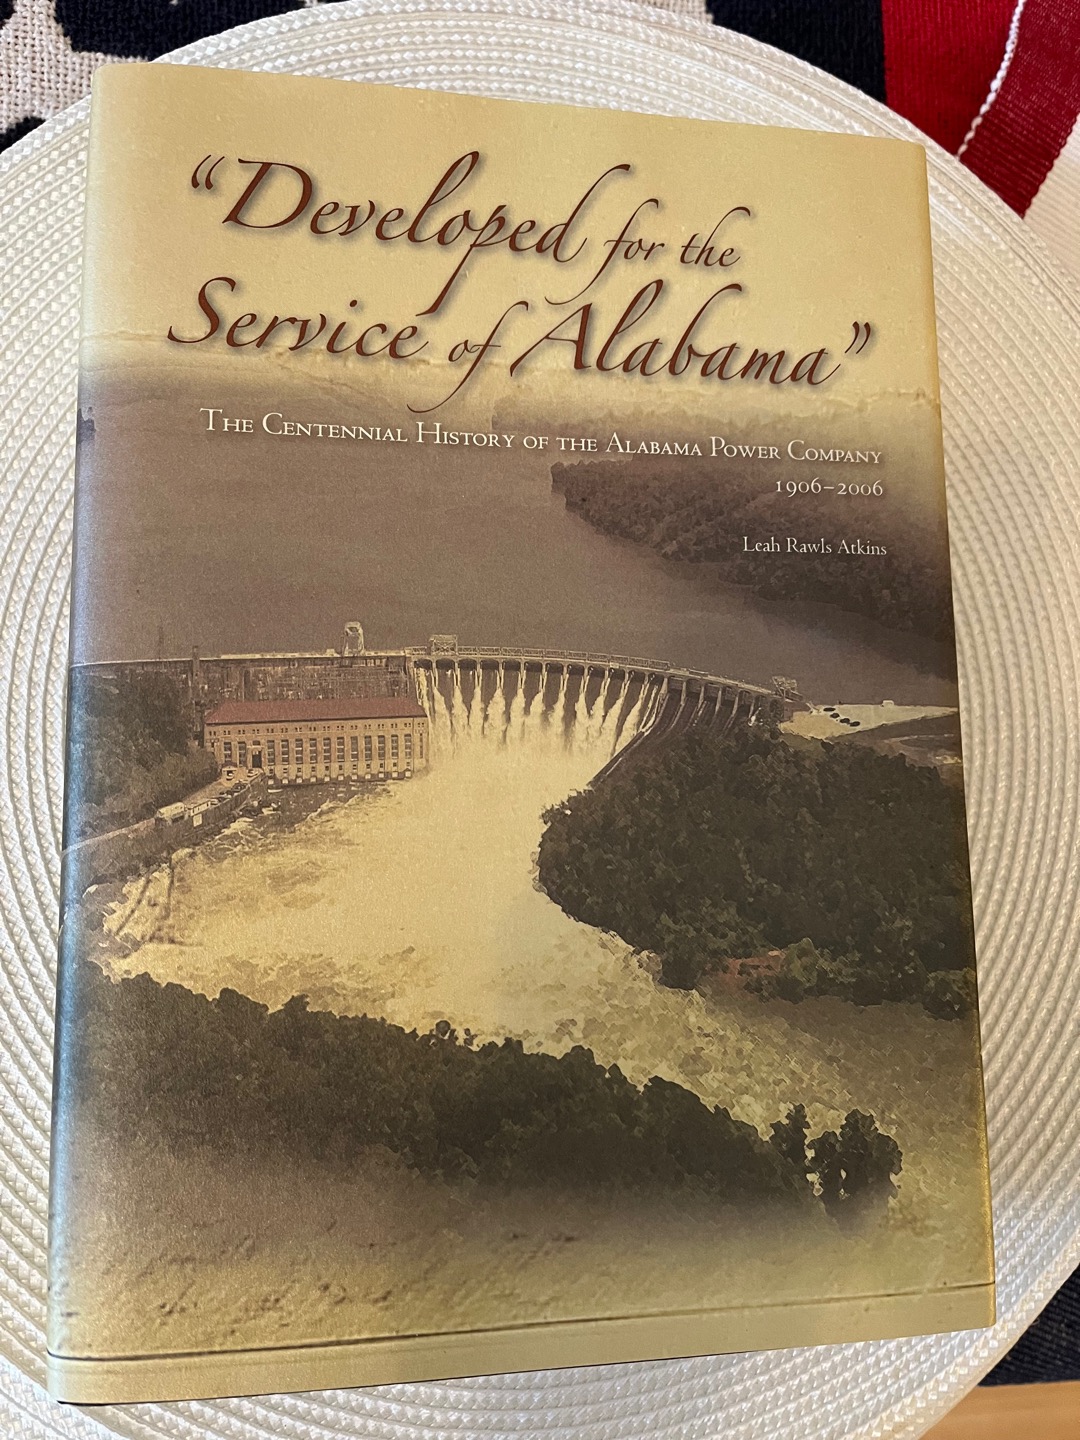 “Developed for the
Service of Alabama”
The Centennial History of the Alabama Power Company
1906–2006
Leah Rawls Atkins